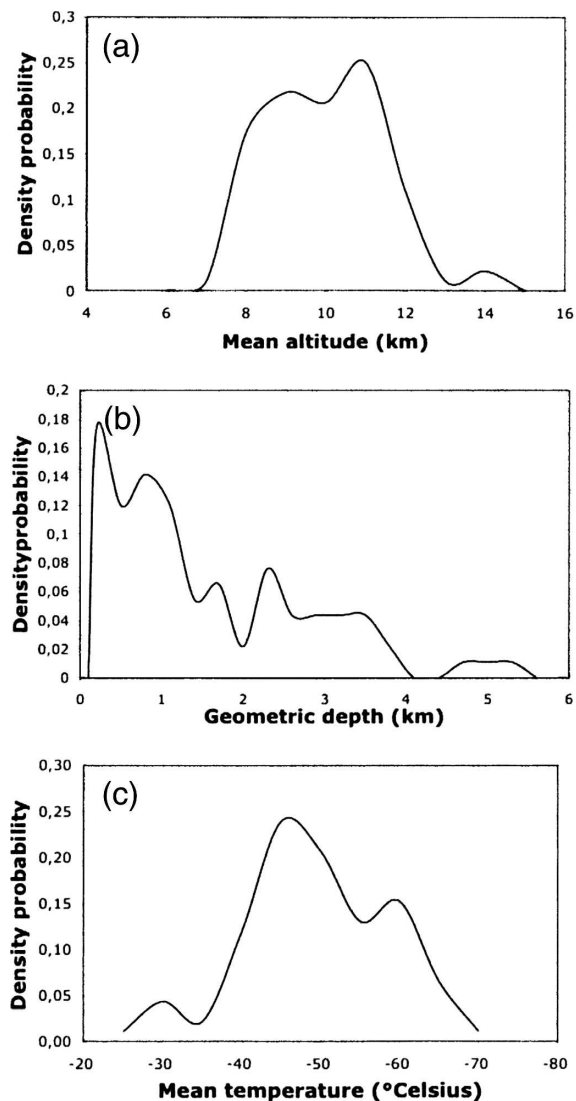 (a)
Density probability
0,3
0,25
0,2
0,15
0,1
0,05
0
4 6 8 10 12 14 16
Mean altitude (km)
(b)
Densityprobability
0,2
0,18
0,16
0,14
0,12
0,1
0,08
0,06
0,04
0,02
0
0 1 2 3 4 5 6
Geometric depth (km)
(c)
Density probability
0,30
0,25
0,20
0,15
0,10
0,05
0,00
-20 -30 -40 -50 -60 -70 -80
Mean temperature (°Celsius)